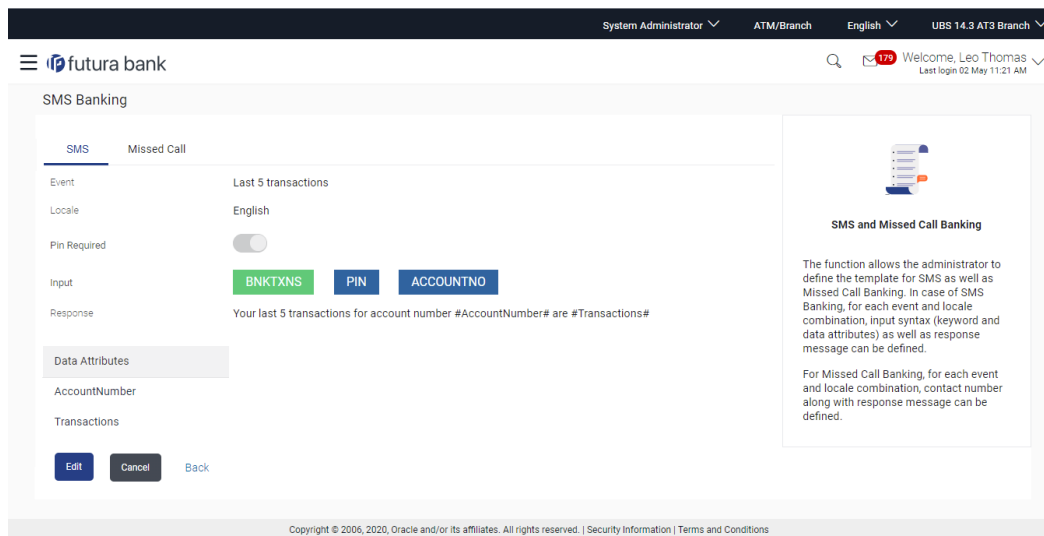 System Administrator ATM/Branch English UBS 14.3 AT3 Branch
futura bank
179
Welcome, Leo Thomas
Last login 02 May 11:21 AM
SMS Banking
SMS Missed Call
Event Last 5 transactions
Locale English
Pin Required
Input BNKTXNS PIN ACCOUNTNO
Response Your last 5 transactions for account number #AccountNumber# are #Transactions#
Data Attributes
AccountNumber
Transactions
Edit Cancel Back
SMS and Missed Call Banking
The function allows the administrator to
define the template for SMS as well as
Missed Call Banking. In case of SMS
Banking, for each event and locale
combination, input syntax (keyword and
data attributes) as well as response
message can be defined.
For Missed Call Banking, for each event
and locale combination, contact number
along with response message can be
defined.
Copyright © 2006, 2020, Oracle and/or its affiliates. All rights reserved. | Security Information | Terms and Conditions